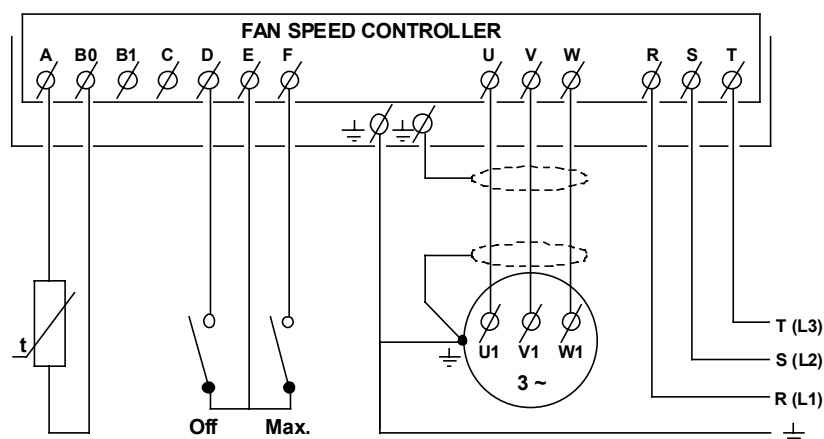 FAN SPEED CONTROLLER
A B0 B1 C D E F U V W R S T
t
U1 V1 W1
3 ~
T (L3)
S (L2)
R (L1)
Off Max.